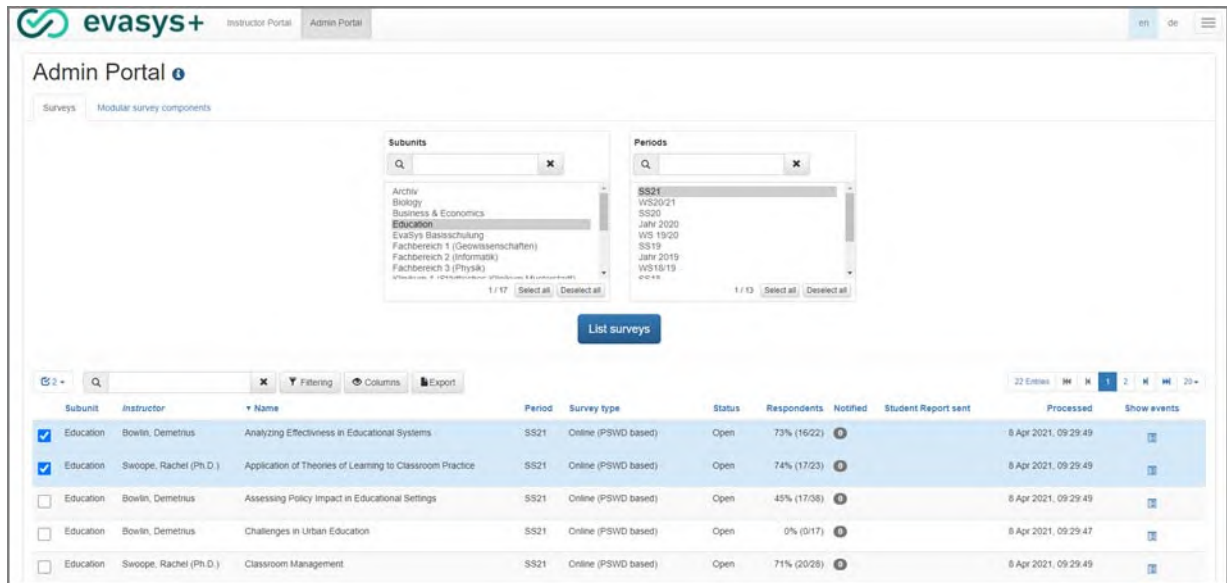 evasys+ Instructor Portal Admin Portal en de
Admin Portal
Surveys Modular survey components
Subunits
Archiv
Biology
Business & Economics
Education
EvaSys Basisschulung
Fachbereich 1 (Geowissenschaften)
Fachbereich 2 (Informatik)
Fachbereich 3 (Physik)
1 / 17 Select all Deselect all
Periods
SS21
WS20/21
SS20
Jahr 2020
WS 19/20
SS19
Jahr 2019
WS18/19
1 / 13 Select all Deselect all
List surveys
2 Filtering Columns Export 22 Entries 1 2 20
Subunit Instructor Name Period Survey type Status Respondents Notified Student Report sent Processed Show events
Education Bowlin, Demetrius Analyzing Effectivness in Educational Systems SS21 Online (PSWD based) Open 73% (16/22) 0 8 Apr 2021, 09:29:49
Education Swoope, Rachel (Ph.D.) Application of Theories of Learning to Classroom Practice SS21 Online (PSWD based) Open 74% (17/23) 0 8 Apr 2021, 09:29:49
Education Bowlin, Demetrius Assessing Policy Impact in Educational Settings SS21 Online (PSWD based) Open 45% (17/38) 0 8 Apr 2021, 09:29:49
Education Bowlin, Demetrius Challenges in Urban Education SS21 Online (PSWD based) Open 0% (0/17) 0 8 Apr 2021, 09:29:47
Education Swoope, Rachel (Ph.D.) Classroom Management SS21 Online (PSWD based) Open 71% (20/28) 0 8 Apr 2021, 09:29:49